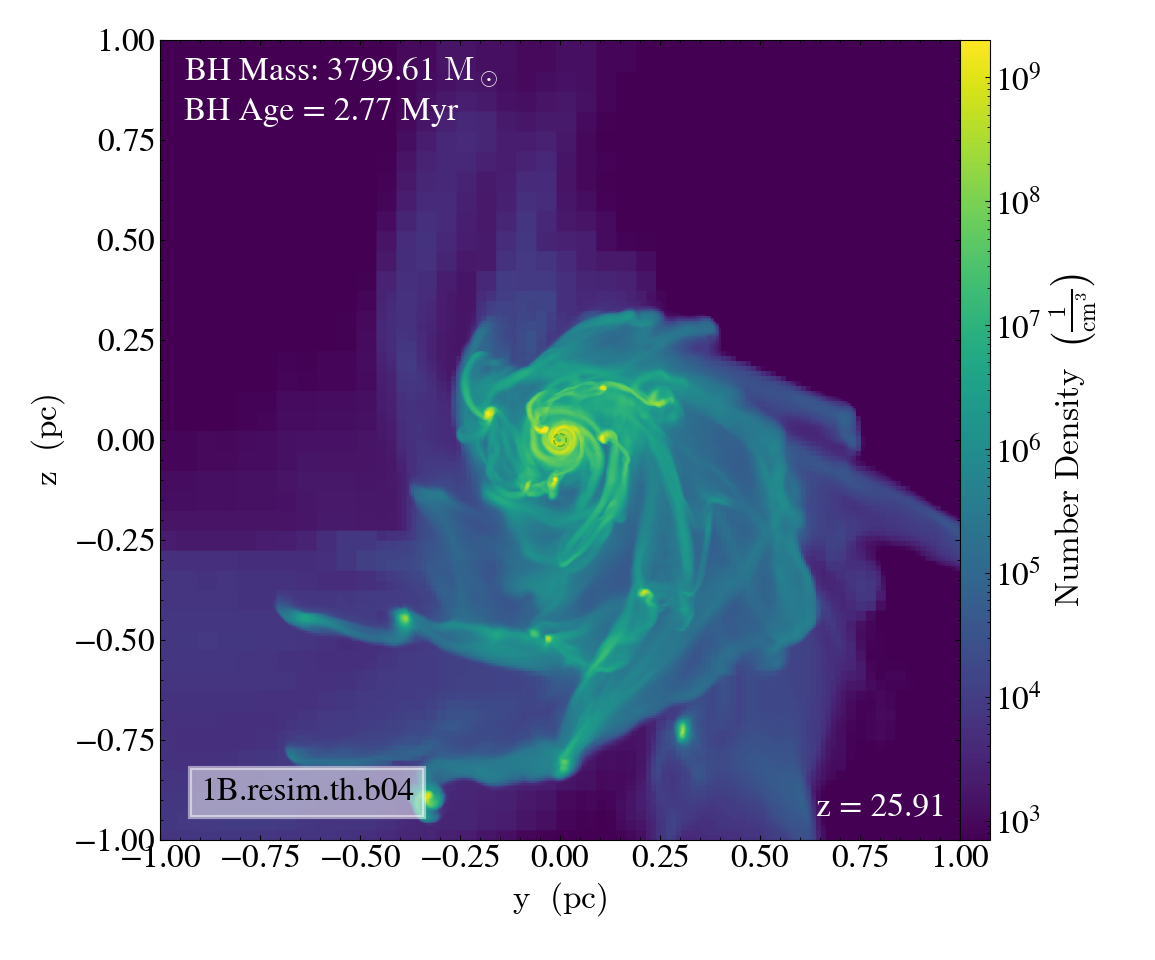 BH Mass: 3799.61 M⊙
BH Age = 2.77 Myr
1B.resim.th.b04
z = 25.91
1.00
0.75
0.50
0.25
0.00
−0.25
−0.50
−0.75
−1.00
z (pc)
−1.00 −0.75 −0.50 −0.25 0.00 0.25 0.50 0.75 1.00
y (pc)
10⁹
10⁸
10⁷
10⁶
10⁵
10⁴
10³
Number Density (1/cm³)